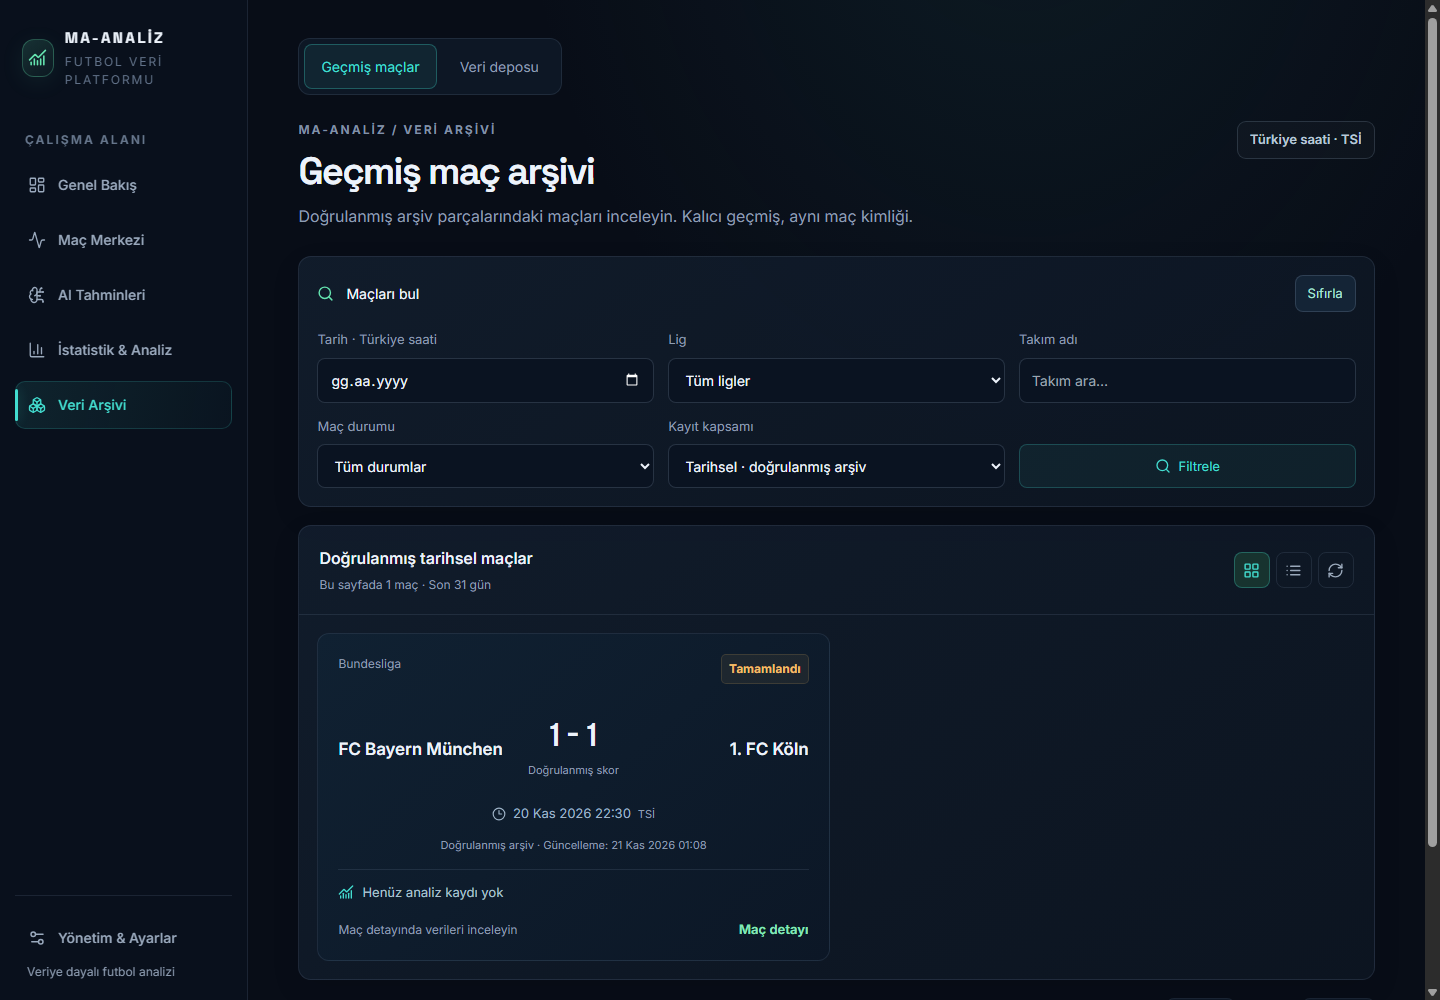 MA-ANALİZ
FUTBOL VERİ
PLATFORMU
ÇALIŞMA ALANI
Genel Bakış
Maç Merkezi
AI Tahminleri
İstatistik & Analiz
Veri Arşivi
Yönetim & Ayarlar
Veriye dayalı futbol analizi
Geçmiş maçlar
Veri deposu
MA-ANALİZ / VERİ ARŞİVİ
Geçmiş maç arşivi
Doğrulanmış arşiv parçalarındaki maçları inceleyin. Kalıcı geçmiş, aynı maç kimliği.
Türkiye saati · TSİ
Maçları bul
Sıfırla
Tarih · Türkiye saati
Lig
Takım adı
gg.aa.yyyy
Tüm ligler
Takım ara...
Maç durumu
Kayıt kapsamı
Tüm durumlar
Tarihsel · doğrulanmış arşiv
Filtrele
Doğrulanmış tarihsel maçlar
Bu sayfada 1 maç · Son 31 gün
Bundesliga
Tamamlandı
FC Bayern München
1 - 1
1. FC Köln
Doğrulanmış skor
20 Kas 2026 22:30 TSİ
Doğrulanmış arşiv · Güncelleme: 21 Kas 2026 01:08
Henüz analiz kaydı yok
Maç detayında verileri inceleyin
Maç detayı